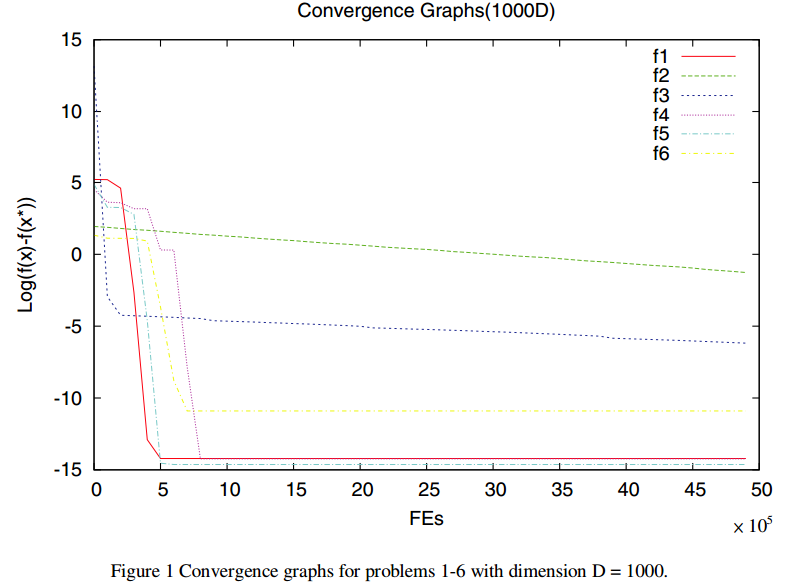 Convergence Graphs(1000D)
15
10
5
0
-5
-10
-15
Log(f(x)-f(x*))
f1
f2
f3
f4
f5
f6
0 5 10 15 20 25 30 35 40 45 50
FEs
× 10⁵
Figure 1 Convergence graphs for problems 1-6 with dimension D = 1000.